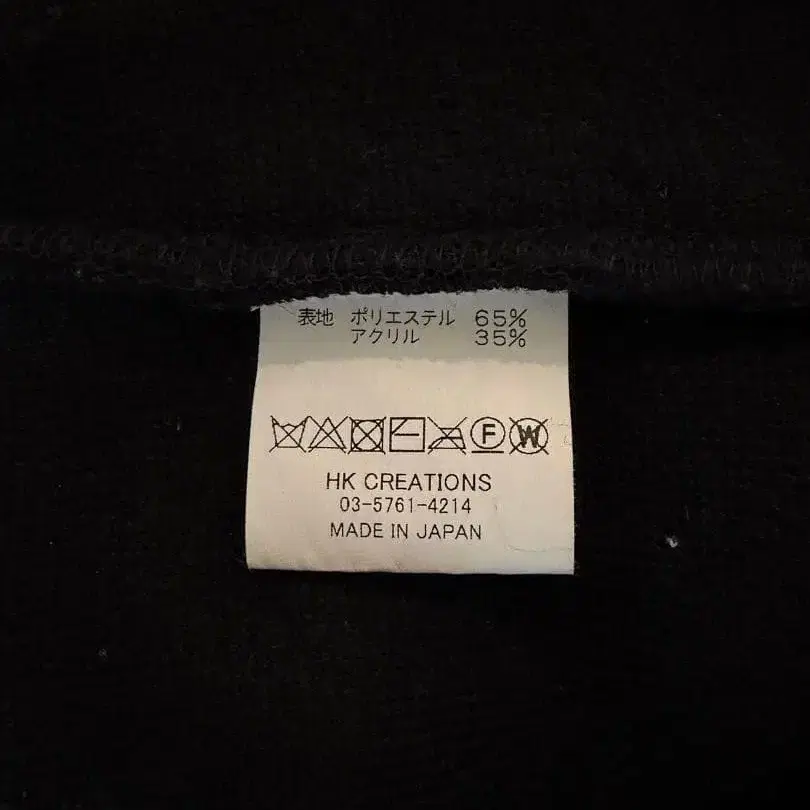 表地 ポリエステル 65%
アクリル 35%
F W
HK CREATIONS
03-5761-4214
MADE IN JAPAN